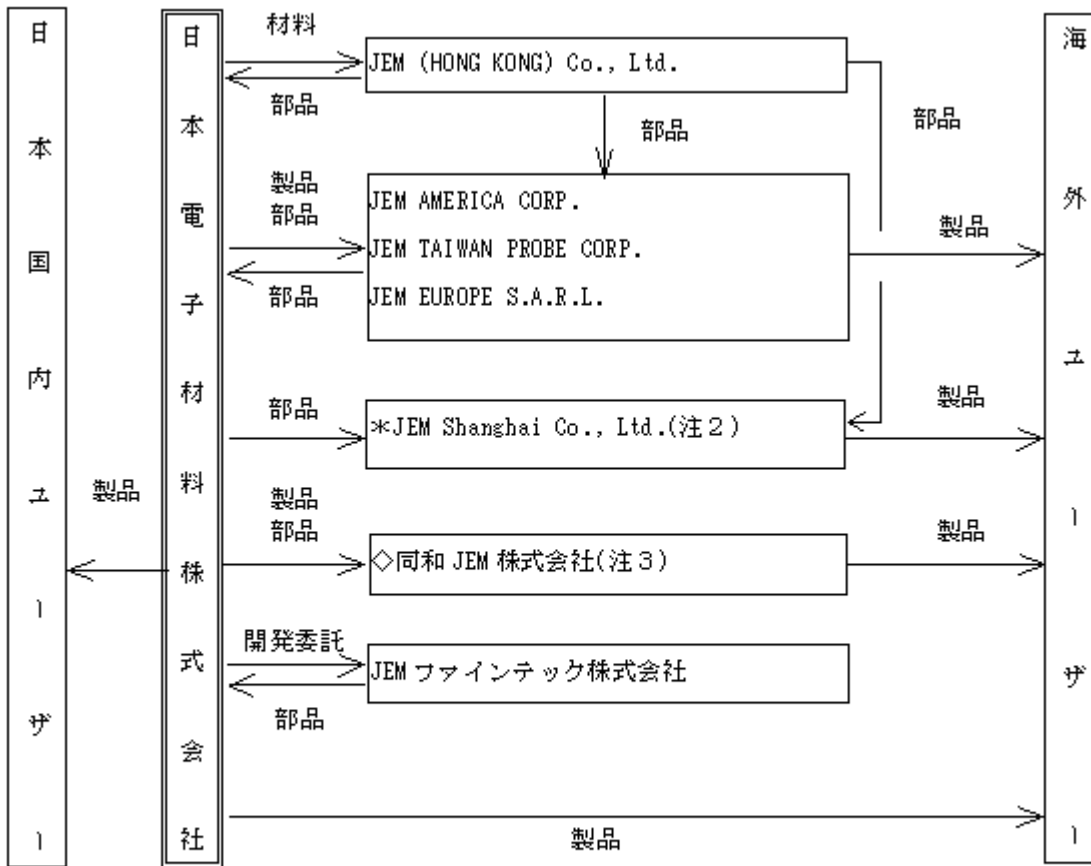 日本国内ユーザー
日本電子材料株式会社
材料
JEM (HONG KONG) Co., Ltd.
部品
部品
部品
製品
部品
JEM AMERICA CORP.
JEM TAIWAN PROBE CORP.
JEM EUROPE S.A.R.L.
部品
製品
部品
＊JEM Shanghai Co., Ltd.(注２)
製品
製品
製品
部品
◇同和 JEM 株式会社(注３)
製品
開発委託
JEM ファインテック株式会社
部品
製品
海外ユーザー